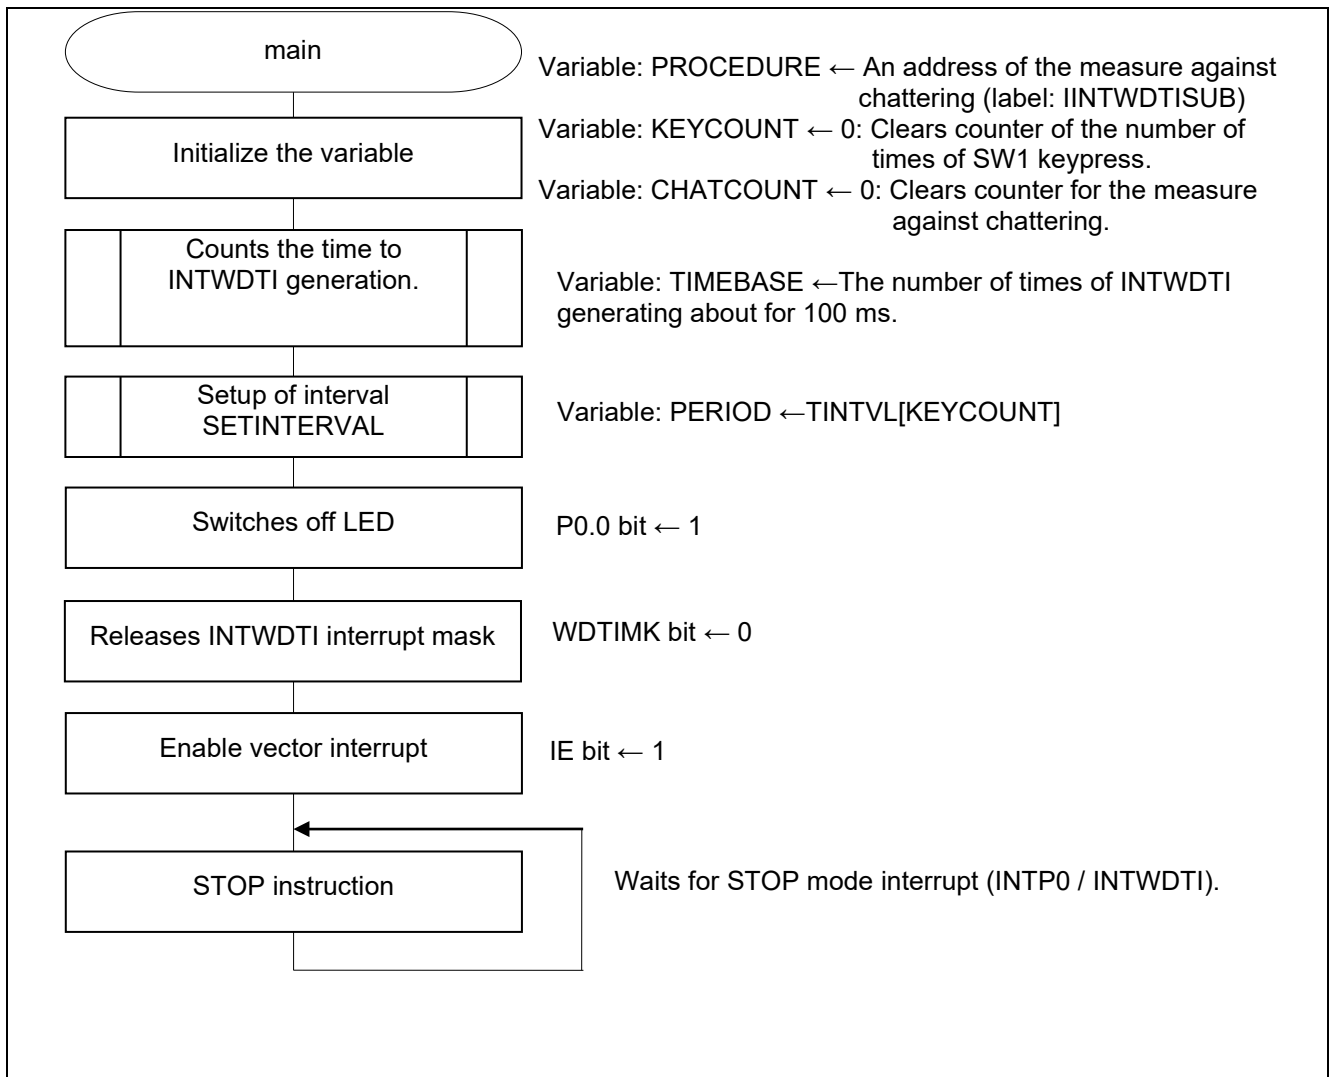 main
Variable: PROCEDURE ← An address of the measure against
chattering (label: IINTWDTISUB)
Initialize the variable
Variable: KEYCOUNT ← 0: Clears counter of the number of
times of SW1 keypress.
Variable: CHATCOUNT ← 0: Clears counter for the measure
against chattering.
Counts the time to
INTWDTI generation.
Variable: TIMEBASE ←The number of times of INTWDTI
generating about for 100 ms.
Setup of interval
SETINTERVAL
Variable: PERIOD ←TINTVL[KEYCOUNT]
Switches off LED
P0.0 bit ← 1
Releases INTWDTI interrupt mask
WDTIMK bit ← 0
Enable vector interrupt
IE bit ← 1
STOP instruction
Waits for STOP mode interrupt (INTP0 / INTWDTI).